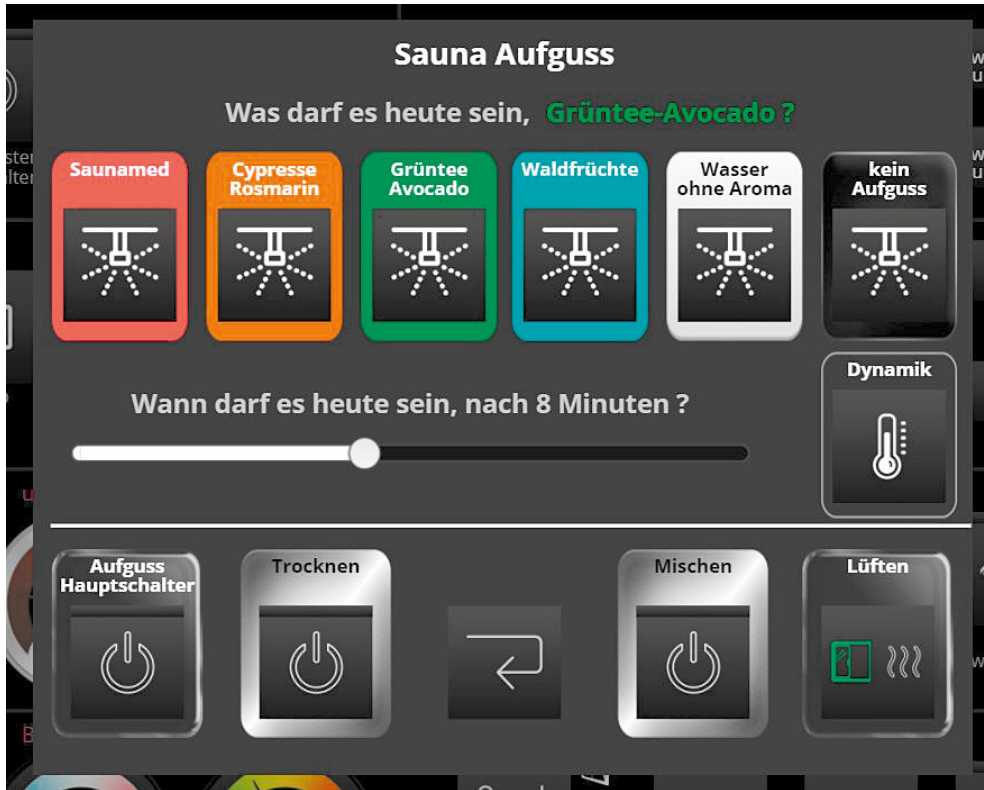 Sauna Aufguss
Was darf es heute sein, Grüntee-Avocado ?
Saunamed
Cypresse
Rosmarin
Grüntee
Avocado
Waldfrüchte
Wasser
ohne Aroma
kein
Aufguss
Wann darf es heute sein, nach 8 Minuten ?
Dynamik
Aufguss
Hauptschalter
Trocknen
Mischen
Lüften